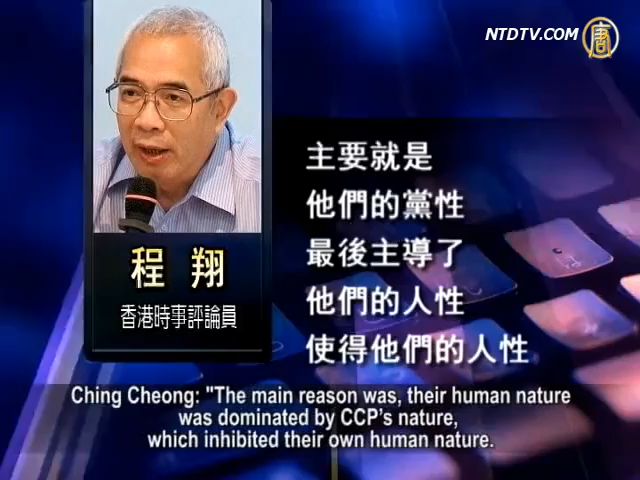 NTDTV.COM
唐
程 翔
香港時事評論員
主要就是
他們的黨性
最後主導了
他們的人性
使得他們的人性
Ching Cheong: "The main reason was, their human nature
was dominated by CCP's nature,
which inhibited their own human nature.